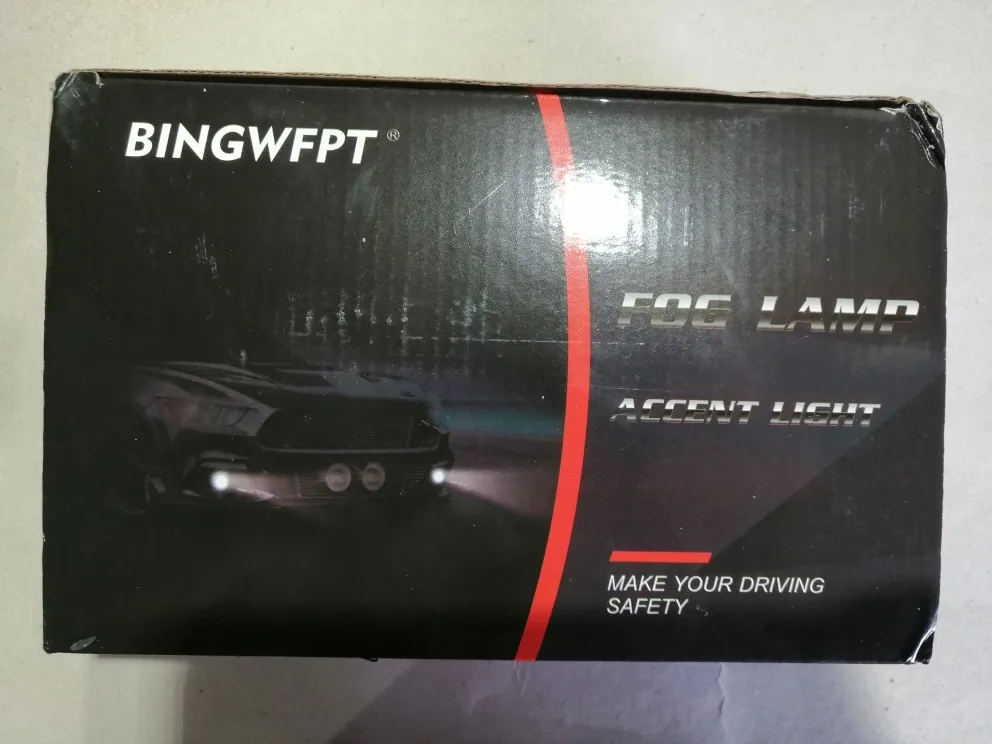 BINGWFPT ®
FOG LAMP
ACCENT LIGHT
MAKE YOUR DRIVING
SAFETY